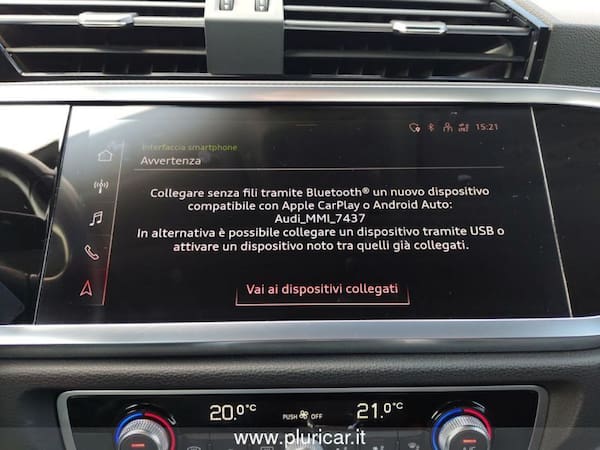 15:21
Interfaccia smartphone
Avvertenza
Collegare senza fili tramite Bluetooth® un nuovo dispositivo
compatibile con Apple CarPlay o Android Auto:
Audi_MMI_7437
In alternativa è possibile collegare un dispositivo tramite USB o
attivare un dispositivo noto tra quelli già collegati.
Vai ai dispositivi collegati
20.0°C
PUSH OFF
21.0°C
www.pluricar.it